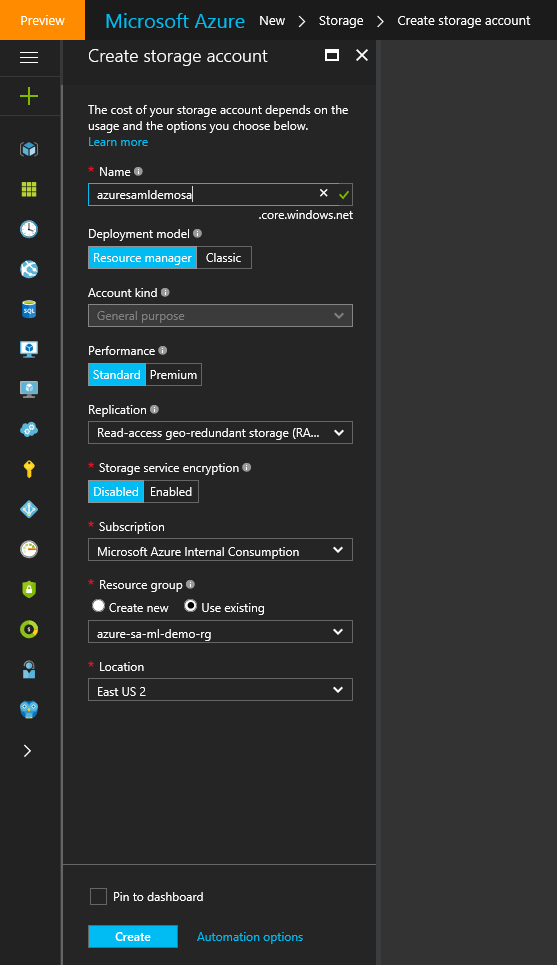 Preview Microsoft Azure New > Storage > Create storage account
Create storage account
The cost of your storage account depends on the
usage and the options you choose below.
Learn more
* Name
azuresamldemosa
.core.windows.net
Deployment model
Resource manager Classic
Account kind
General purpose
Performance
Standard Premium
Replication
Read-access geo-redundant storage (RA...
* Storage service encryption
Disabled Enabled
* Subscription
Microsoft Azure Internal Consumption
* Resource group
Create new Use existing
azure-sa-ml-demo-rg
* Location
East US 2
SQL
Pin to dashboard
Create Automation options